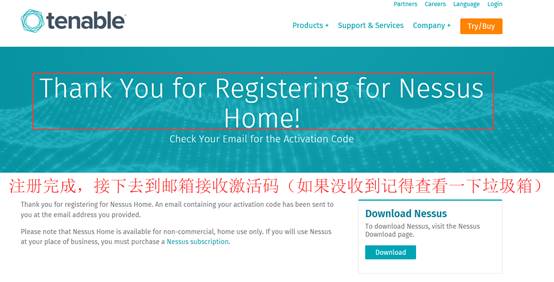 Partners Careers Language Login
tenable
Products + Support & Services Company + Try/Buy
Thank You for Registering for Nessus
Home!
Check Your Email for the Activation Code
注册完成，接下去到邮箱接收激活码（如果没收到记得查看一下垃圾箱）
Thank you for registering for Nessus Home. An email containing your activation code has been sent to
you at the email address you provided.
Please note that Nessus Home is available for non-commercial, home use only. If you will use Nessus
at your place of business, you must purchase a Nessus subscription.
Download Nessus
To download Nessus, visit the Nessus
Download page.
Download